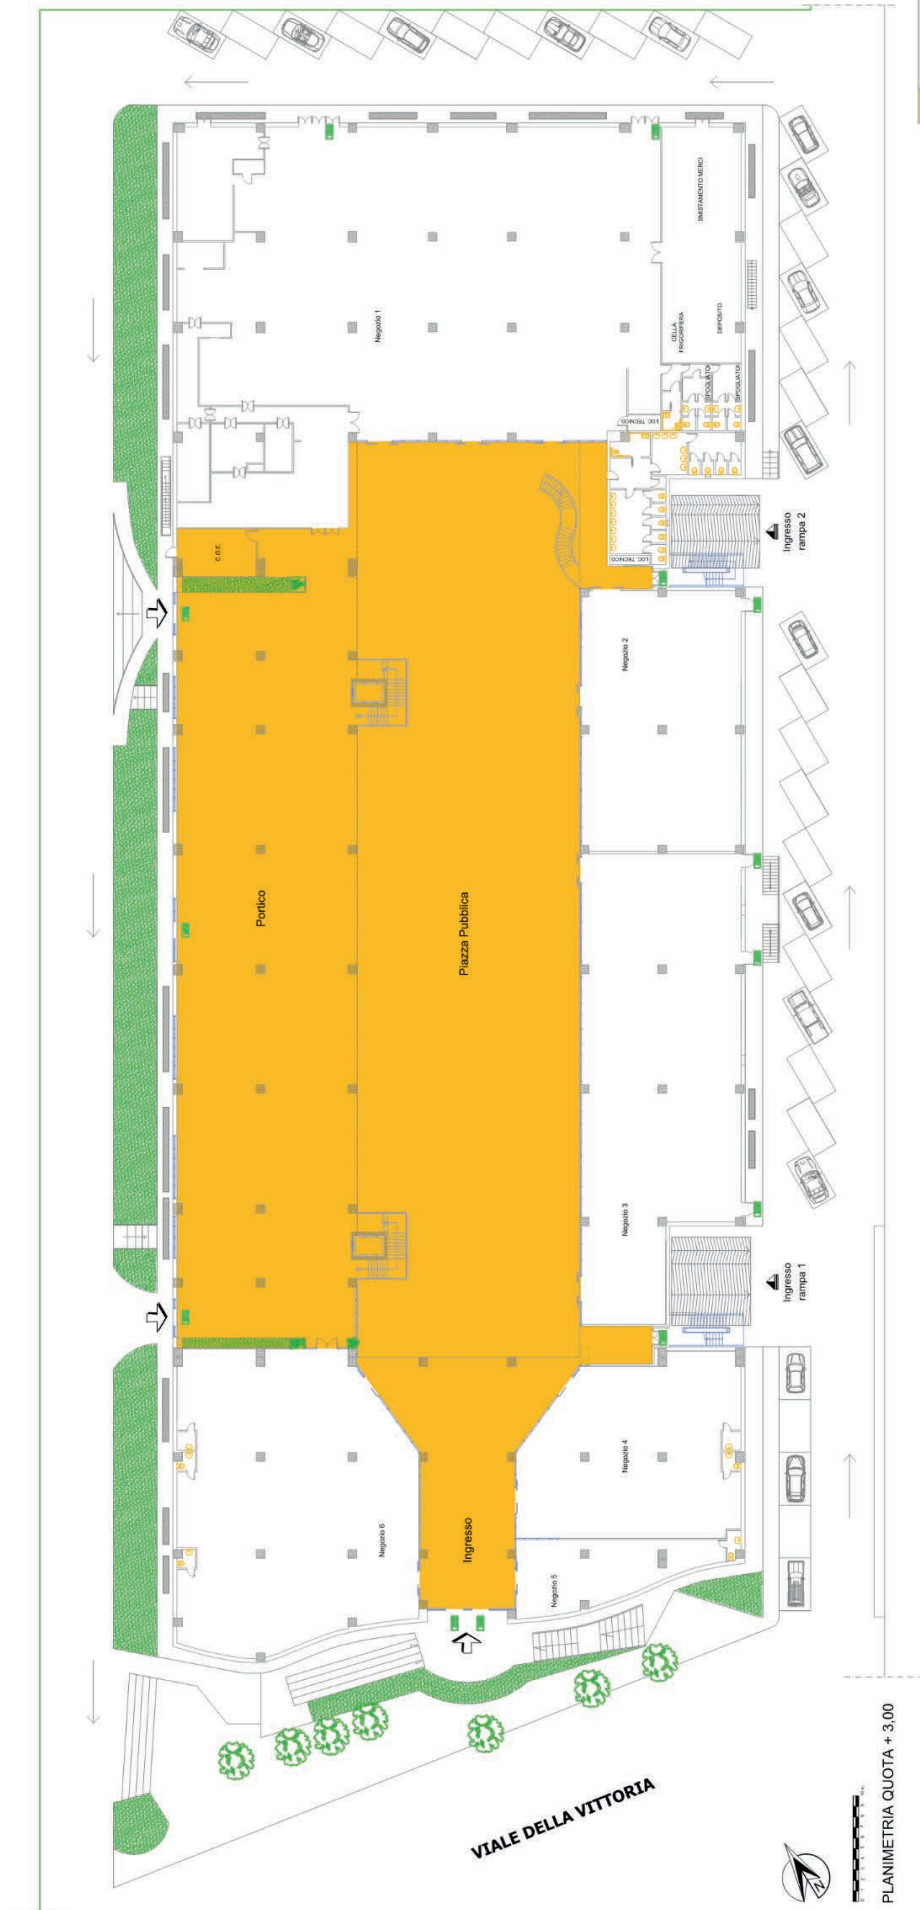 SMISTAMENTO MERCI
Negozio 1
CELLA
FRIGORIFERA
DEPOSITO
SPOGLIATOI
SPOGLIATOI
LOC. TECNICO
LOC. TECNICO
Ingresso
rampa 2
Negozio 2
Portico
Piazza Pubblica
Negozio 3
Ingresso
rampa 1
Negozio 4
Negozio 6
Ingresso
Negozio 5
VIALE DELLA VITTORIA
N
PLANIMETRIA QUOTA + 3,00